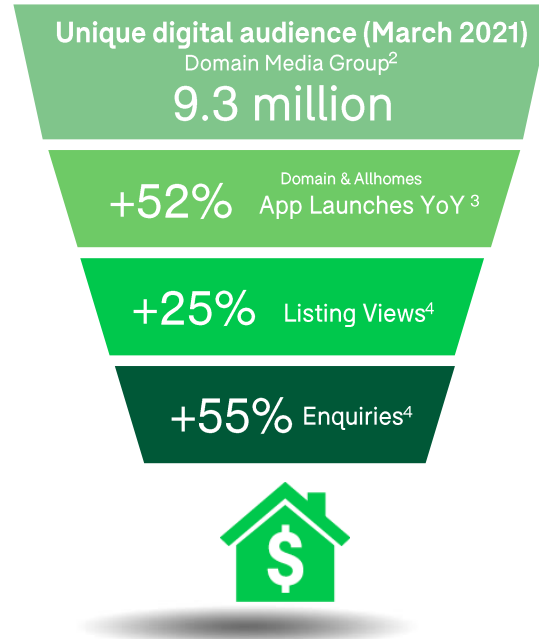 Unique digital audience (March 2021)
Domain Media Group²
9.3 million
Domain & Allhomes
+52% App Launches YoY ³
+25% Listing Views⁴
+55% Enquiries⁴
$